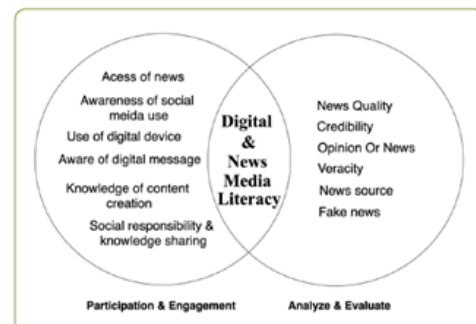 Acess of news
Awareness of social
meida use
Use of digital device
Aware of digital message
Knowledge of content
creation
Social responsibility &
knowledge sharing
Digital
&
News
Media
Literacy
News Quality
Credibility
Opinion Or News
Veracity
News source
Fake news
Participation & Engagement
Analyze & Evaluate